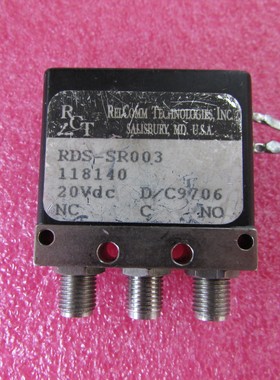 RCT
RELCOMM TECHNOLOGIES, INC.
SALISBURY, MD. U.S.A.
RDS-SR003
118140
20Vdc D/C9706
NC C NO